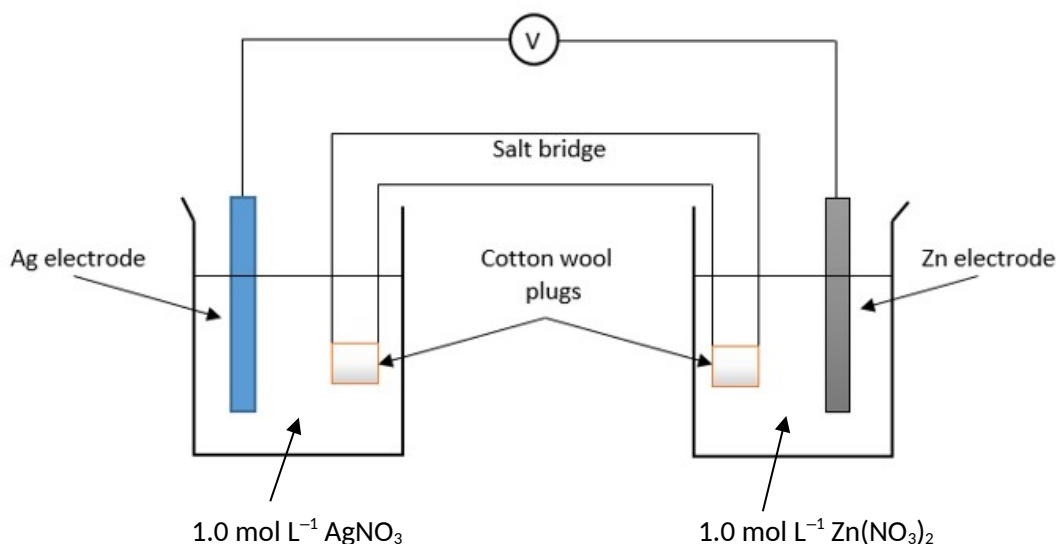 V
Salt bridge
Ag electrode
Cotton wool
plugs
Zn electrode
1.0 mol L⁻¹ AgNO₃
1.0 mol L⁻¹ Zn(NO₃)₂